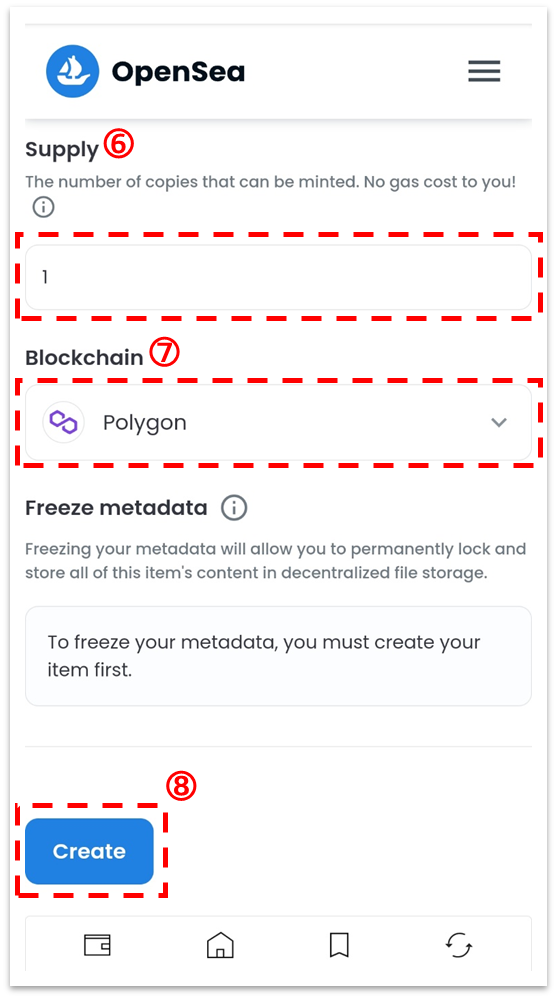 OpenSea
Supply ⑥
The number of copies that can be minted. No gas cost to you!
1
Blockchain ⑦
Polygon
Freeze metadata
Freezing your metadata will allow you to permanently lock and
store all of this item's content in decentralized file storage.
To freeze your metadata, you must create your
item first.
⑧
Create